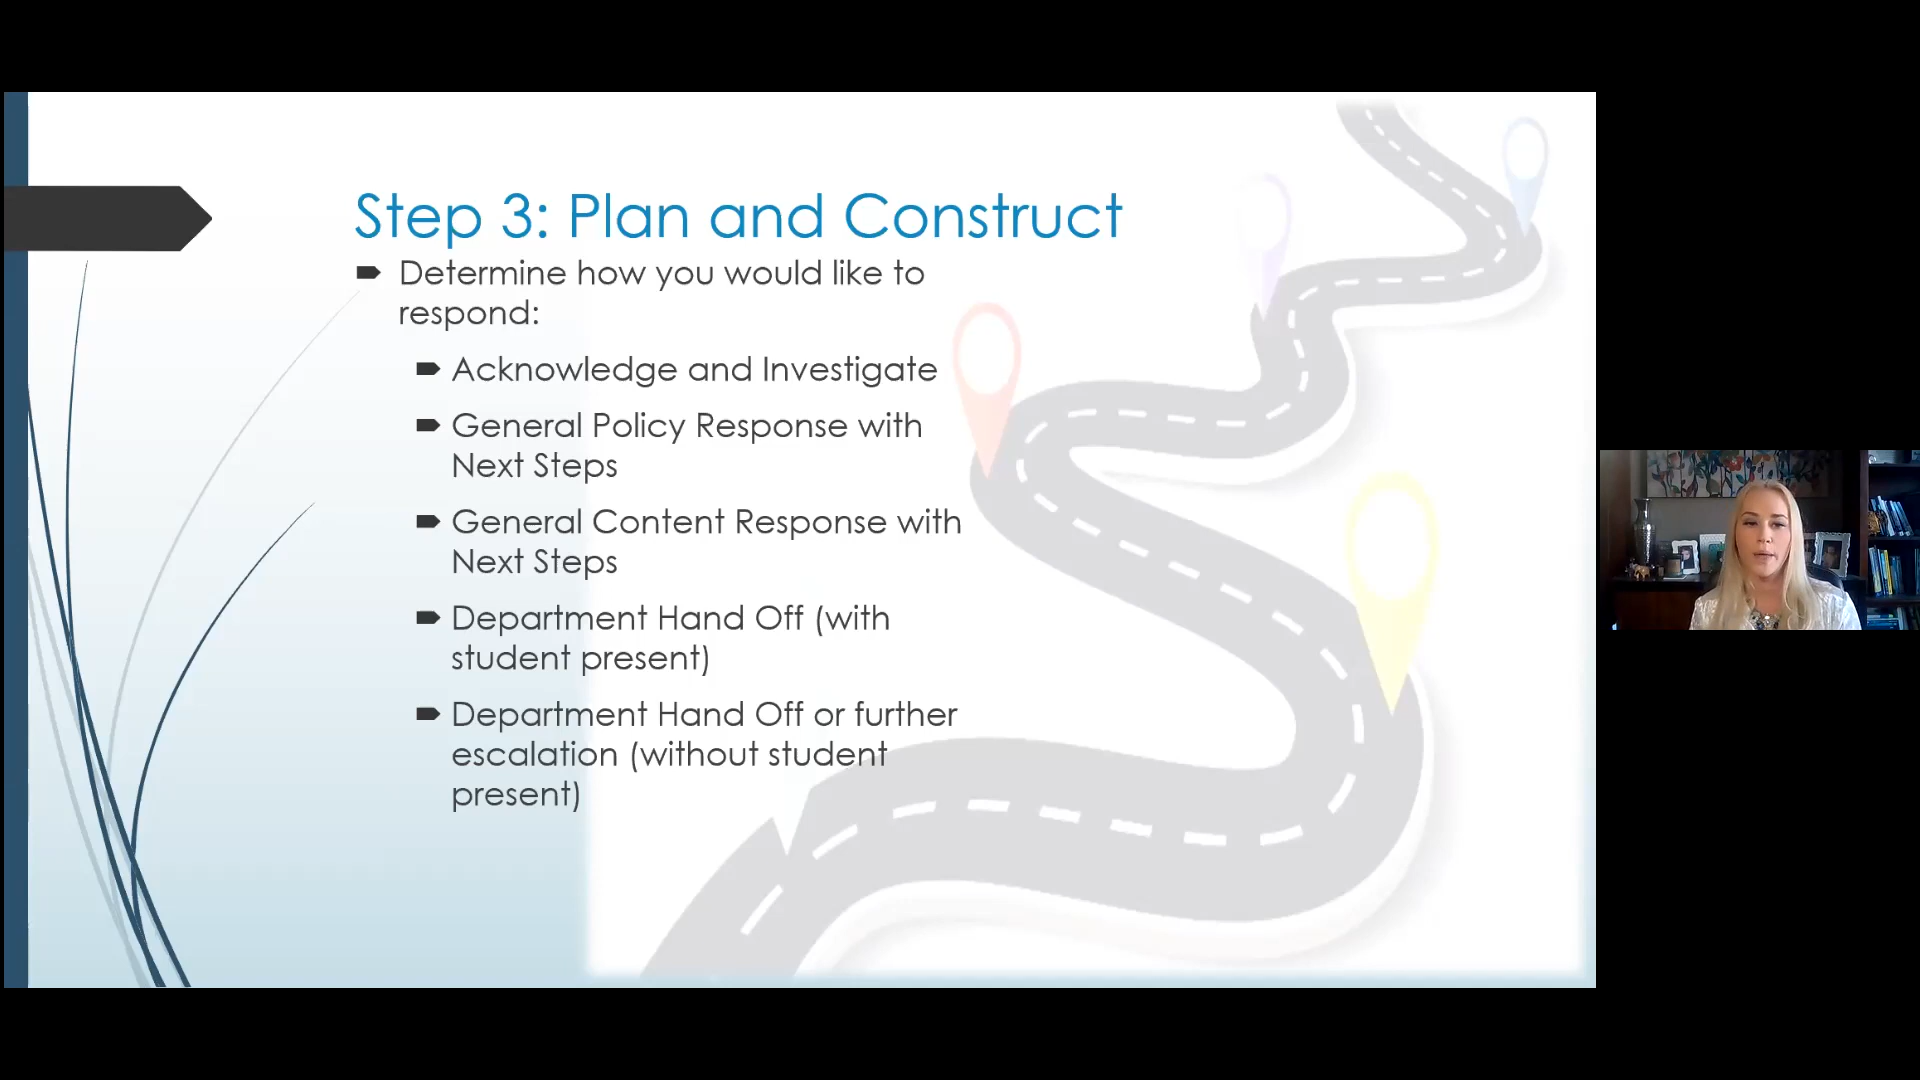 Step 3: Plan and Construct
Determine how you would like to
respond:
Acknowledge and Investigate
General Policy Response with
Next Steps
General Content Response with
Next Steps
Department Hand Off (with
student present)
Department Hand Off or further
escalation (without student
present)